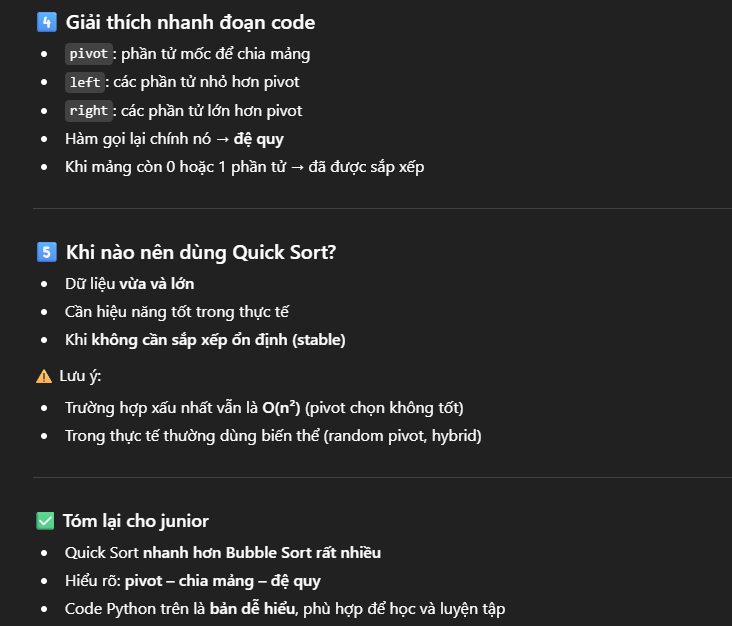 4 Giải thích nhanh đoạn code
• pivot: phần tử mốc để chia mảng
• left: các phần tử nhỏ hơn pivot
• right: các phần tử lớn hơn pivot
• Hàm gọi lại chính nó → đệ quy
• Khi mảng còn 0 hoặc 1 phần tử → đã được sắp xếp
5 Khi nào nên dùng Quick Sort?
• Dữ liệu vừa và lớn
• Cần hiệu năng tốt trong thực tế
• Khi không cần sắp xếp ổn định (stable)
⚠️ Lưu ý:
• Trường hợp xấu nhất vẫn là O(n²) (pivot chọn không tốt)
• Trong thực tế thường dùng biến thể (random pivot, hybrid)
✅ Tóm lại cho junior
• Quick Sort nhanh hơn Bubble Sort rất nhiều
• Hiểu rõ: pivot – chia mảng – đệ quy
• Code Python trên là bản dễ hiểu, phù hợp để học và luyện tập